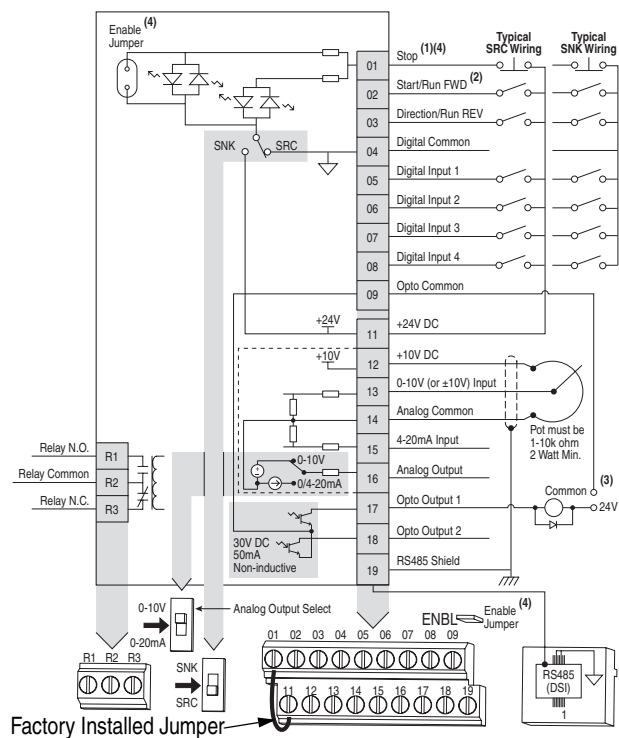 Enable (4)
Jumper
Typical
SRC Wiring
Typical
SNK Wiring
01 Stop (1)(4)
02 Start/Run FWD (2)
03 Direction/Run REV
SNK SRC
04 Digital Common
05 Digital Input 1
06 Digital Input 2
07 Digital Input 3
08 Digital Input 4
09 Opto Common
+24V
11 +24V DC
+10V
12 +10V DC
13 0-10V (or ±10V) Input
14 Analog Common
Pot must be
1-10k ohm
2 Watt Min.
15 4-20mA Input
Relay N.O. R1
Relay Common R2
Relay N.C. R3
0-10V
0/4-20mA
16 Analog Output
Common (3)
24V
17 Opto Output 1
18 Opto Output 2
30V DC
50mA
Non-inductive
19 RS485 Shield
0-10V
0-20mA
Analog Output Select
ENBL Enable (4)
Jumper
R1 R2 R3
SNK
SRC
01 02 03 04 05 06 07 08 09
11 12 13 14 15 16 17 18 19
RS485
(DSI)
1
Factory Installed Jumper